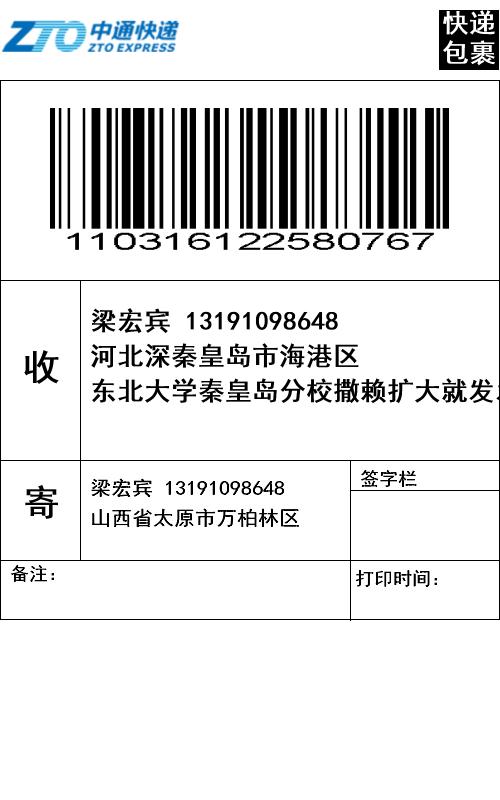 ZTO 中通快递
ZTO EXPRESS
快递
包裹
110316122580767
收
梁宏宾 13191098648
河北深秦皇岛市海港区
东北大学秦皇岛分校撒赖扩大就发
寄
梁宏宾 13191098648
山西省太原市万柏林区
签字栏
备注：
打印时间：